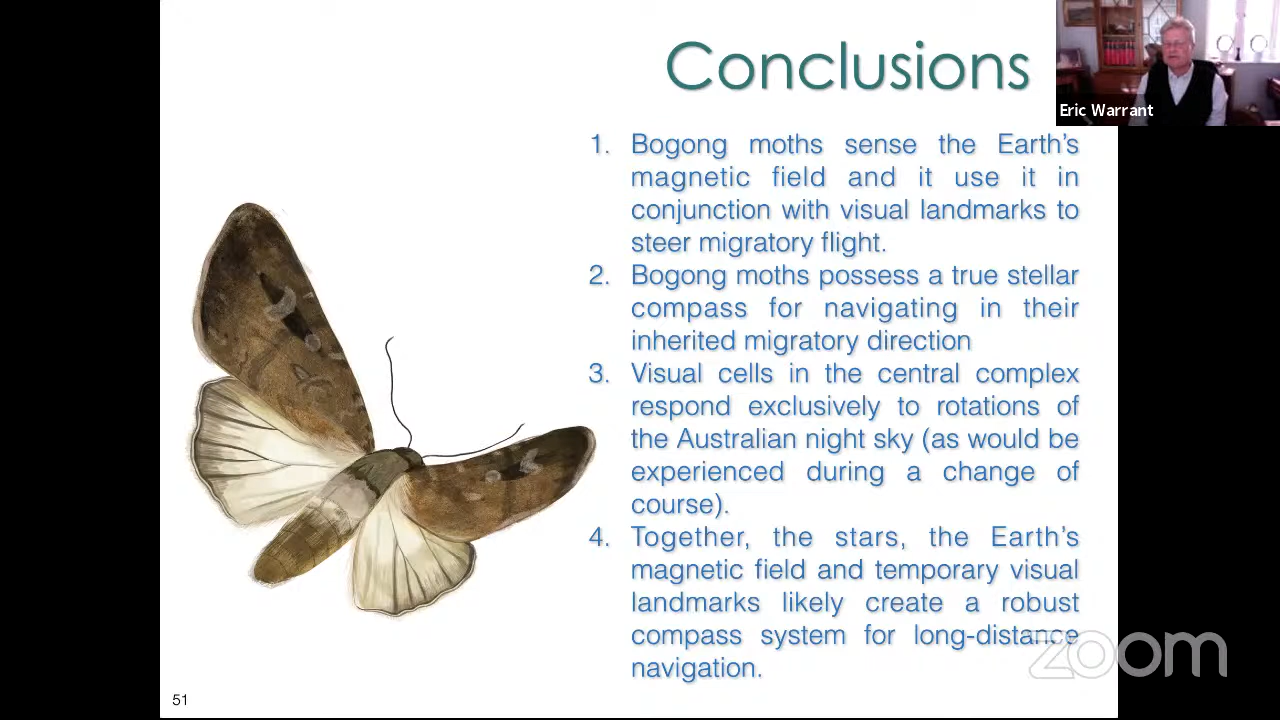 Conclusions
Eric Warrant
1. Bogong moths sense the Earth's
magnetic field and it use it in
conjunction with visual landmarks to
steer migratory flight.
2. Bogong moths possess a true stellar
compass for navigating in their
inherited migratory direction
3. Visual cells in the central complex
respond exclusively to rotations of
the Australian night sky (as would be
experienced during a change of
course).
4. Together, the stars, the Earth's
magnetic field and temporary visual
landmarks likely create a robust
compass system for long-distance
navigation.
zoom
51